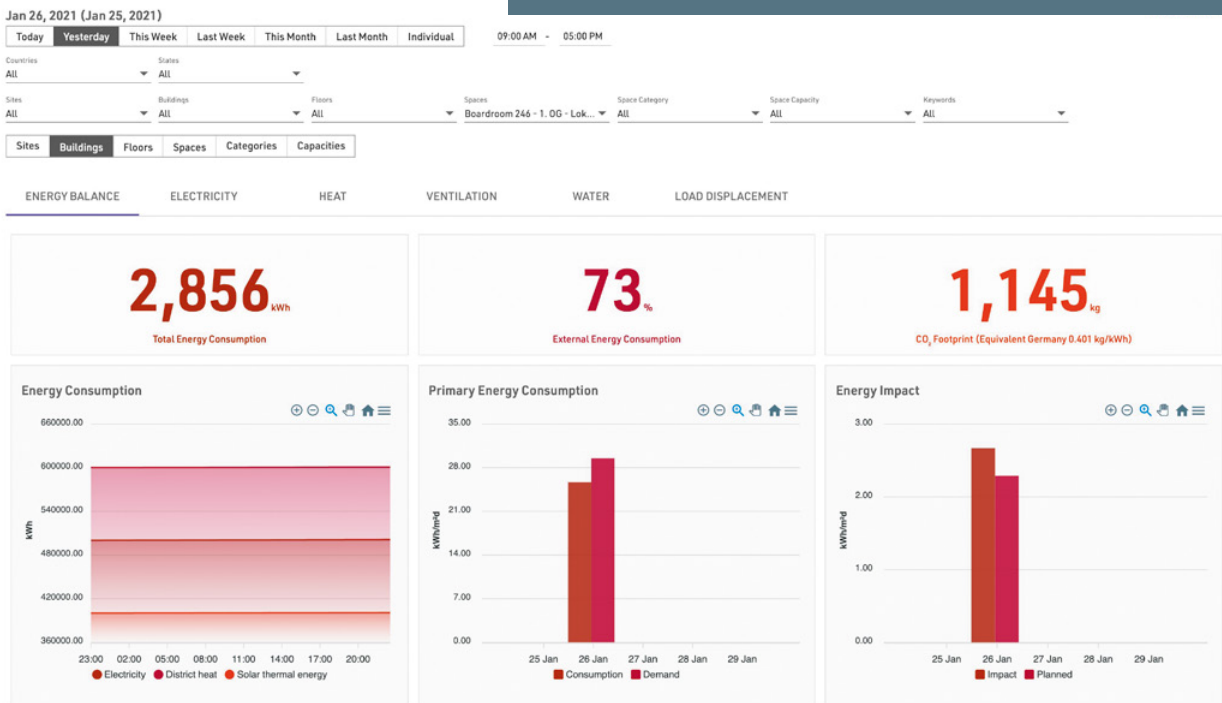 Jan 26, 2021 (Jan 25, 2021)
Today Yesterday This Week Last Week This Month Last Month Individual 09:00 AM - 05:00 PM
Countries States
All All
Sites Buildings Floors Spaces Space Category Space Capacity Keywords
All All All Boardroom 246 - 1. OG - Lok... All All All
Sites Buildings Floors Spaces Categories Capacities
ENERGY BALANCE ELECTRICITY HEAT VENTILATION WATER LOAD DISPLACEMENT
2,856 kWh
Total Energy Consumption
73 %
External Energy Consumption
1,145 kg
CO₂ Footprint (Equivalent Germany 0.401 kg/kWh)
Energy Consumption
660000.00
600000.00
540000.00
480000.00
420000.00
360000.00
kWh
23:00 02:00 05:00 08:00 11:00 14:00 17:00 20:00
Electricity District heat Solar thermal energy
Primary Energy Consumption
35.00
28.00
21.00
14.00
7.00
0.00
kWh/m²d
25 Jan 26 Jan 27 Jan 28 Jan 29 Jan
Consumption Demand
Energy Impact
3.00
2.00
1.00
0.00
kWh/m²d
25 Jan 26 Jan 27 Jan 28 Jan 29 Jan
Impact Planned